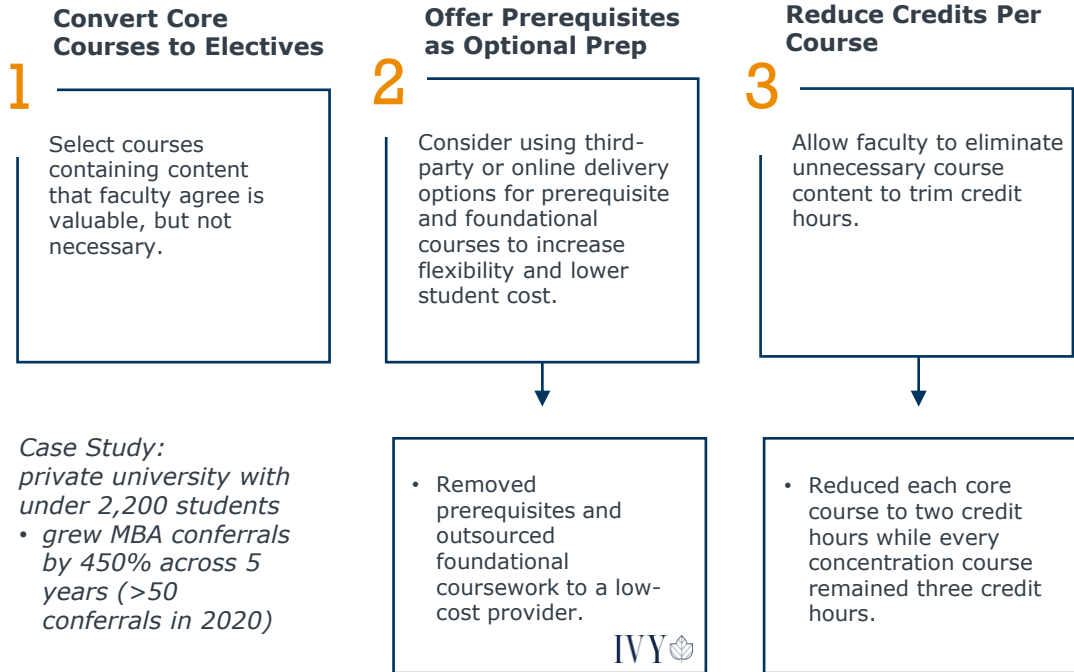 Convert Core
Courses to Electives
1
Select courses
containing content
that faculty agree is
valuable, but not
necessary.
Offer Prerequisites
as Optional Prep
2
Consider using third-
party or online delivery
options for prerequisite
and foundational
courses to increase
flexibility and lower
student cost.
Reduce Credits Per
Course
3
Allow faculty to eliminate
unnecessary course
content to trim credit
hours.
Case Study:
private university with
under 2,200 students
• grew MBA conferrals
by 450% across 5
years (>50
conferrals in 2020)
• Removed
prerequisites and
outsourced
foundational
coursework to a low-
cost provider.
IVY
• Reduced each core
course to two credit
hours while every
concentration course
remained three credit
hours.